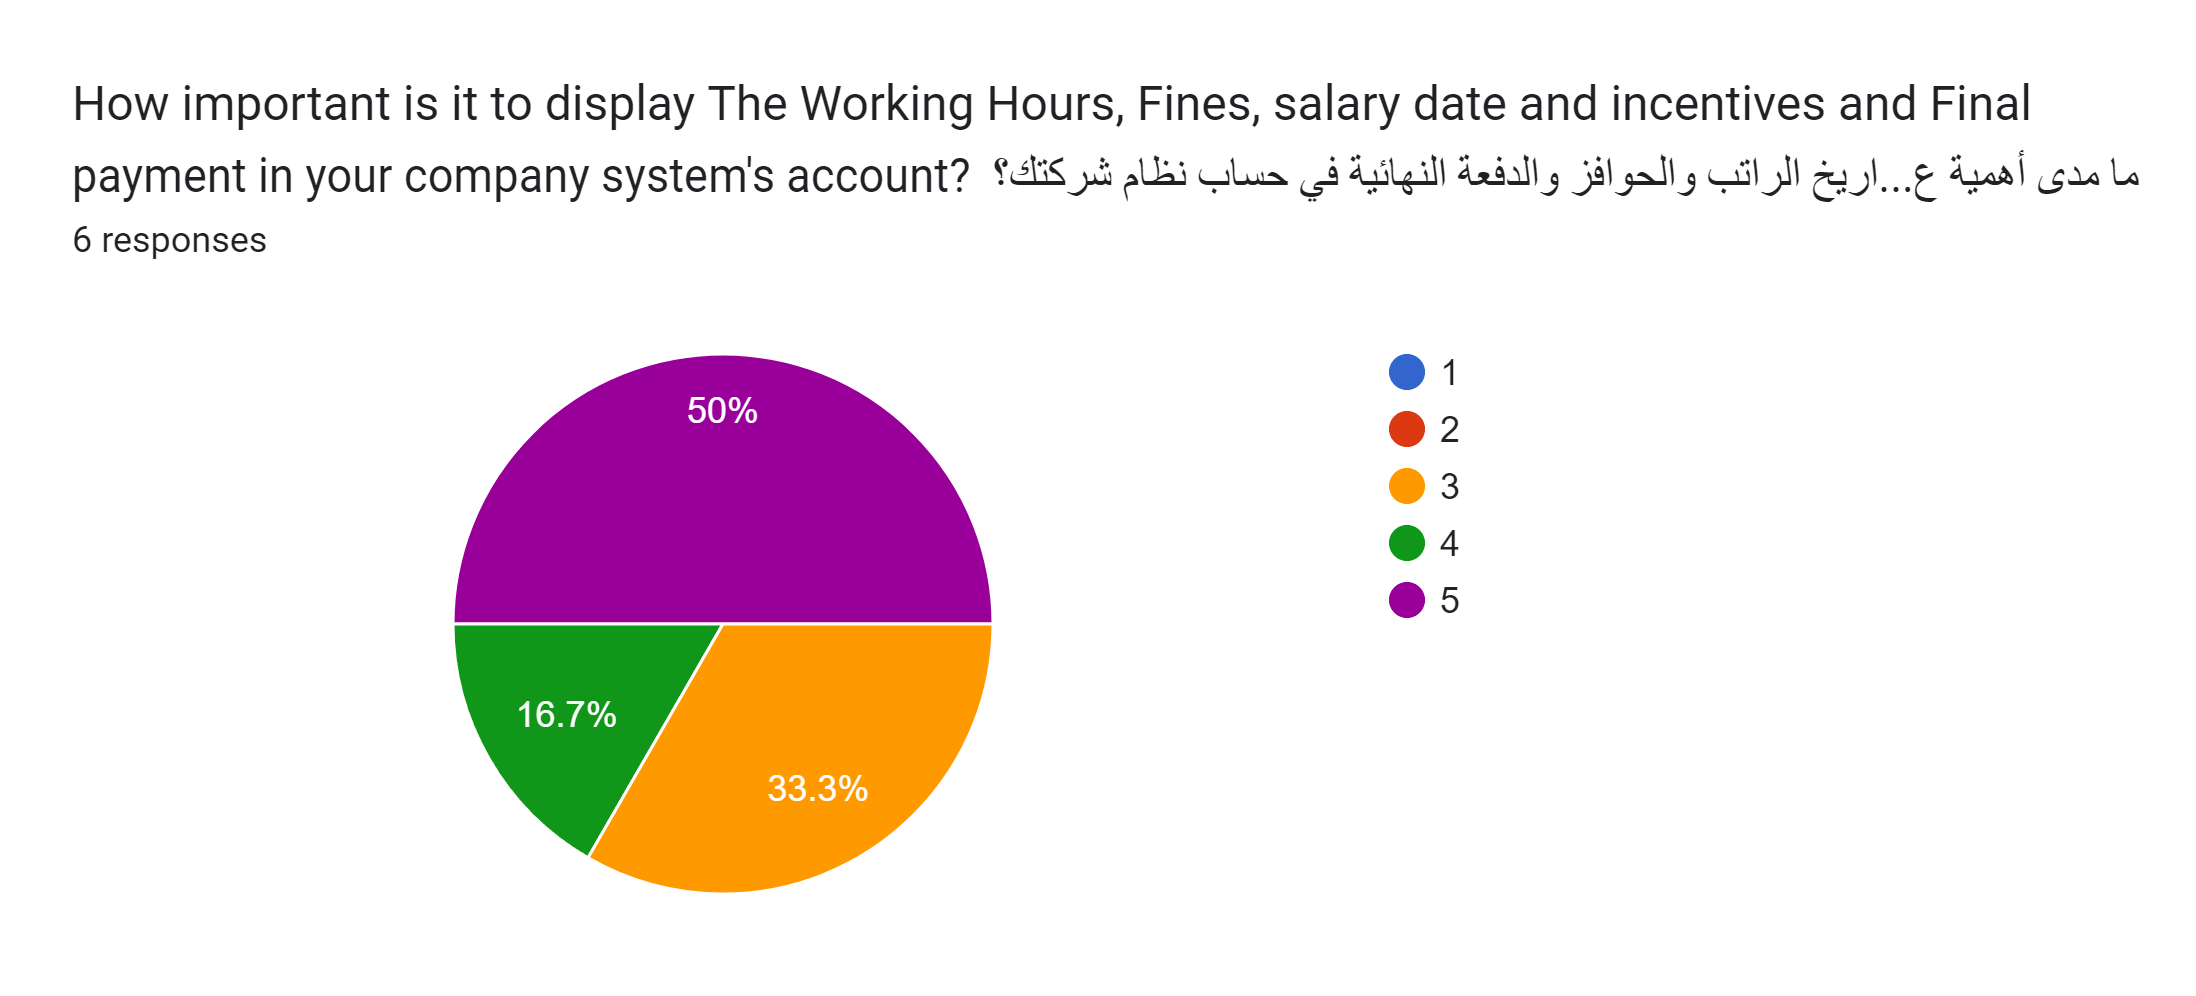 How important is it to display The Working Hours, Fines, salary date and incentives and Final
payment in your company system's account? ما مدى أهمية ع...اريخ الراتب والحوافز والدفعة النهائية في حساب نظام شركتك؟
6 responses
50%
16.7%
33.3%
1
2
3
4
5